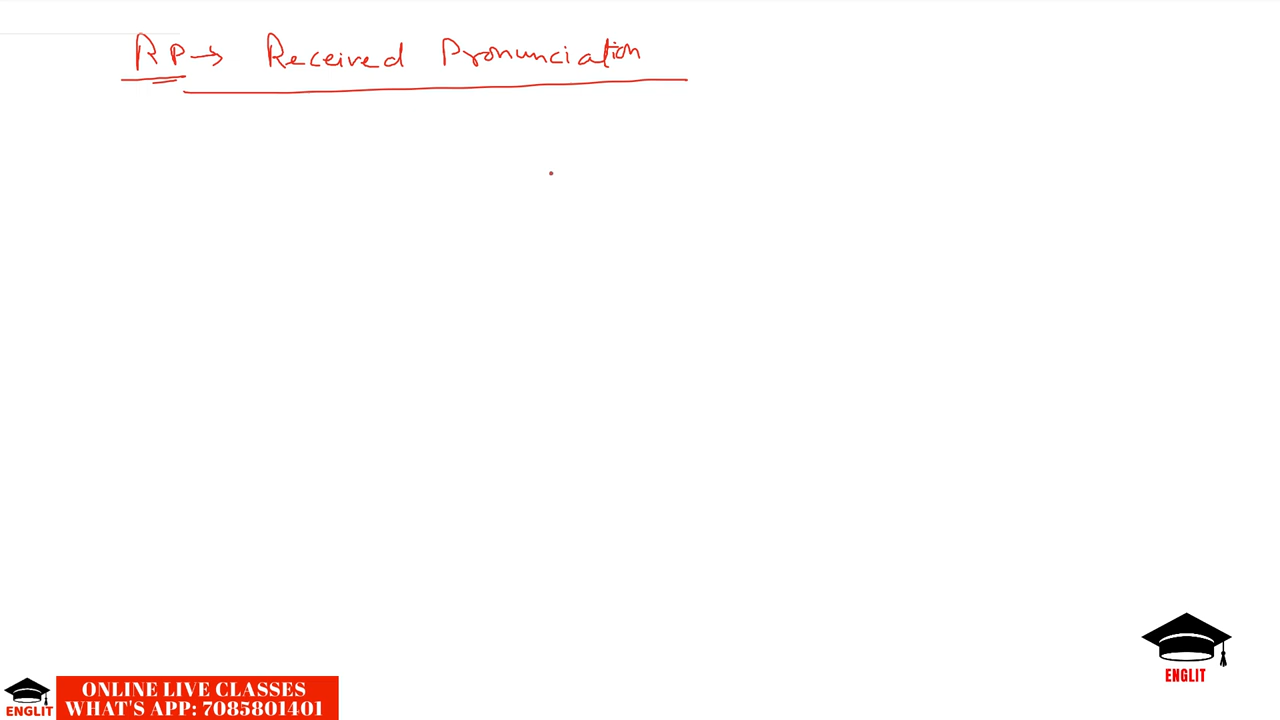 RP → Received Pronunciation
ENGLIT
ONLINE LIVE CLASSES
WHAT'S APP: 7085801401
ENGLIT